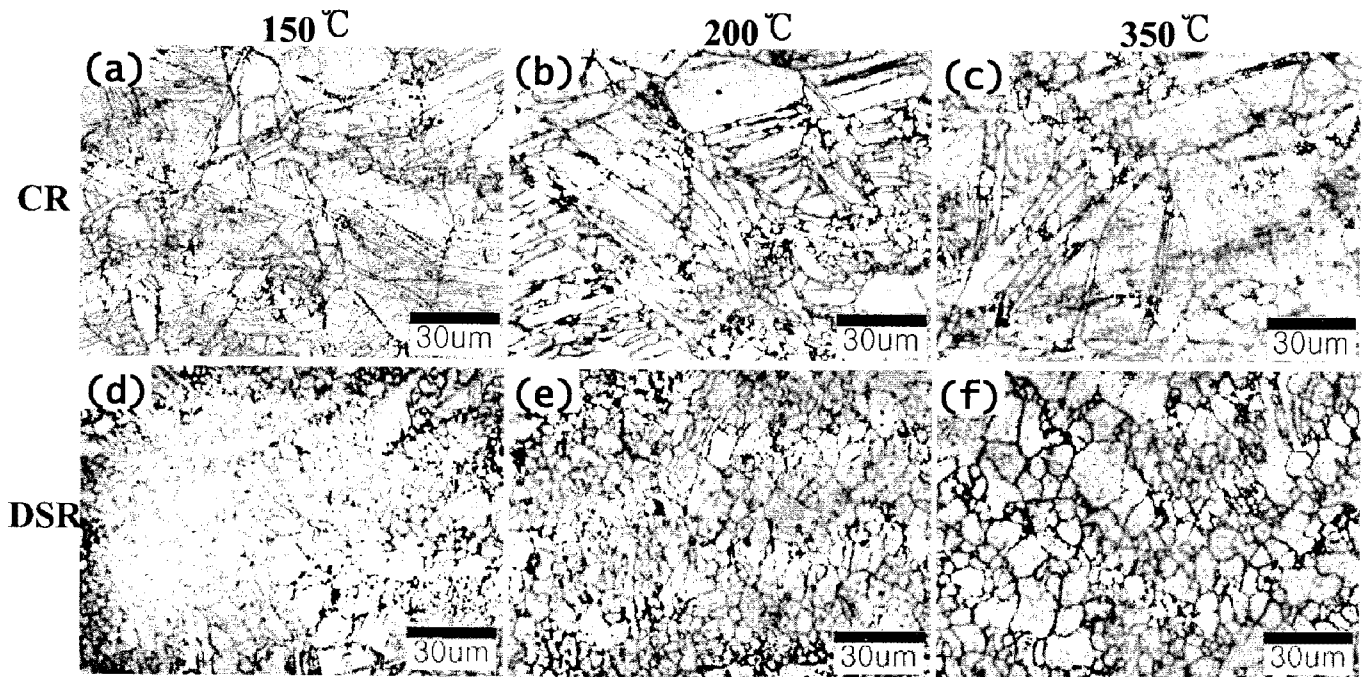 150℃ 200℃ 350℃
(a) (b) (c)
CR
30um 30um 30um
(d) (e) (f)
DSR
30um 30um 30um